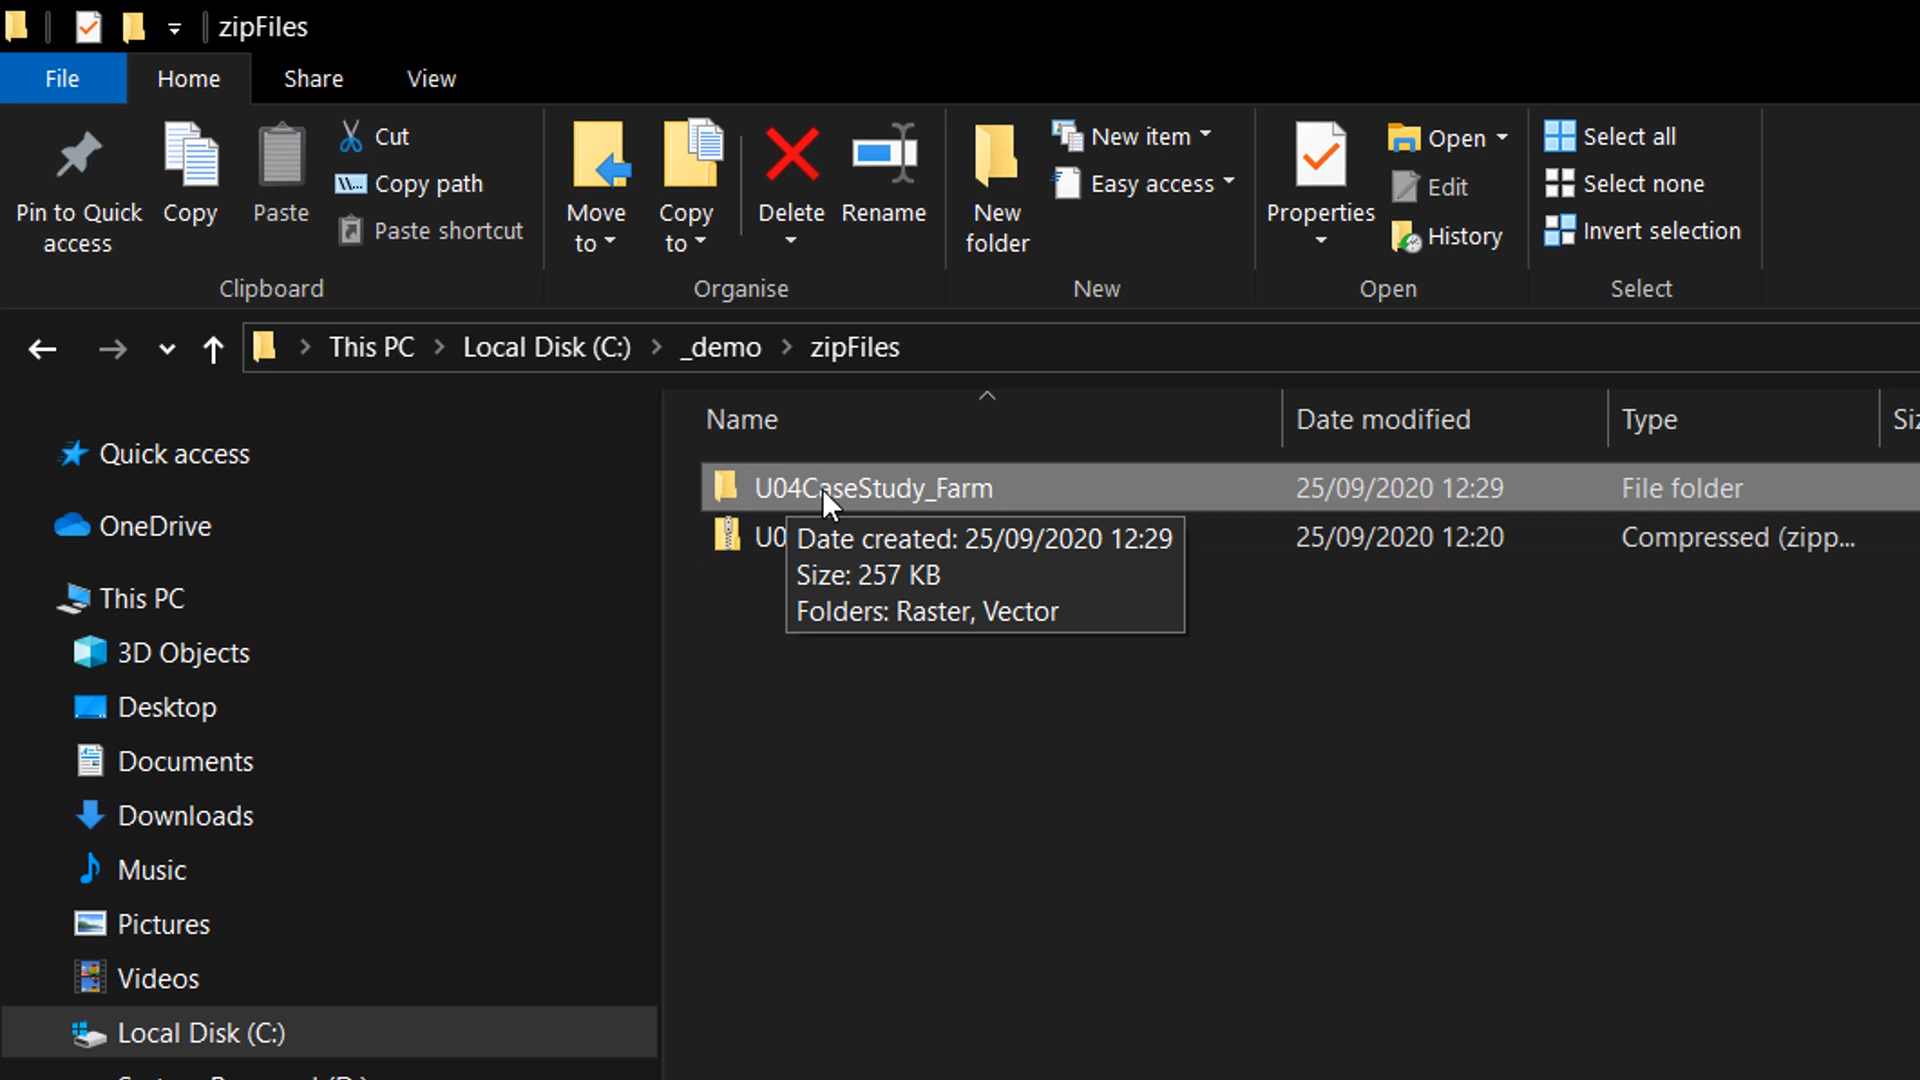 zipFiles
File Home Share View
Pin to Quick access
Copy
Paste
Cut
Copy path
Paste shortcut
Clipboard
Move to
Copy to
Delete
Rename
Organise
New folder
New item
Easy access
New
Properties
Open
Edit
History
Open
Select all
Select none
Invert selection
Select
This PC Local Disk (C:) _demo zipFiles
Quick access
OneDrive
This PC
3D Objects
Desktop
Documents
Downloads
Music
Pictures
Videos
Local Disk (C:)
Name Date modified Type
U04CaseStudy_Farm 25/09/2020 12:29 File folder
U0 25/09/2020 12:20 Compressed (zipp...
Date created: 25/09/2020 12:29
Size: 257 KB
Folders: Raster, Vector